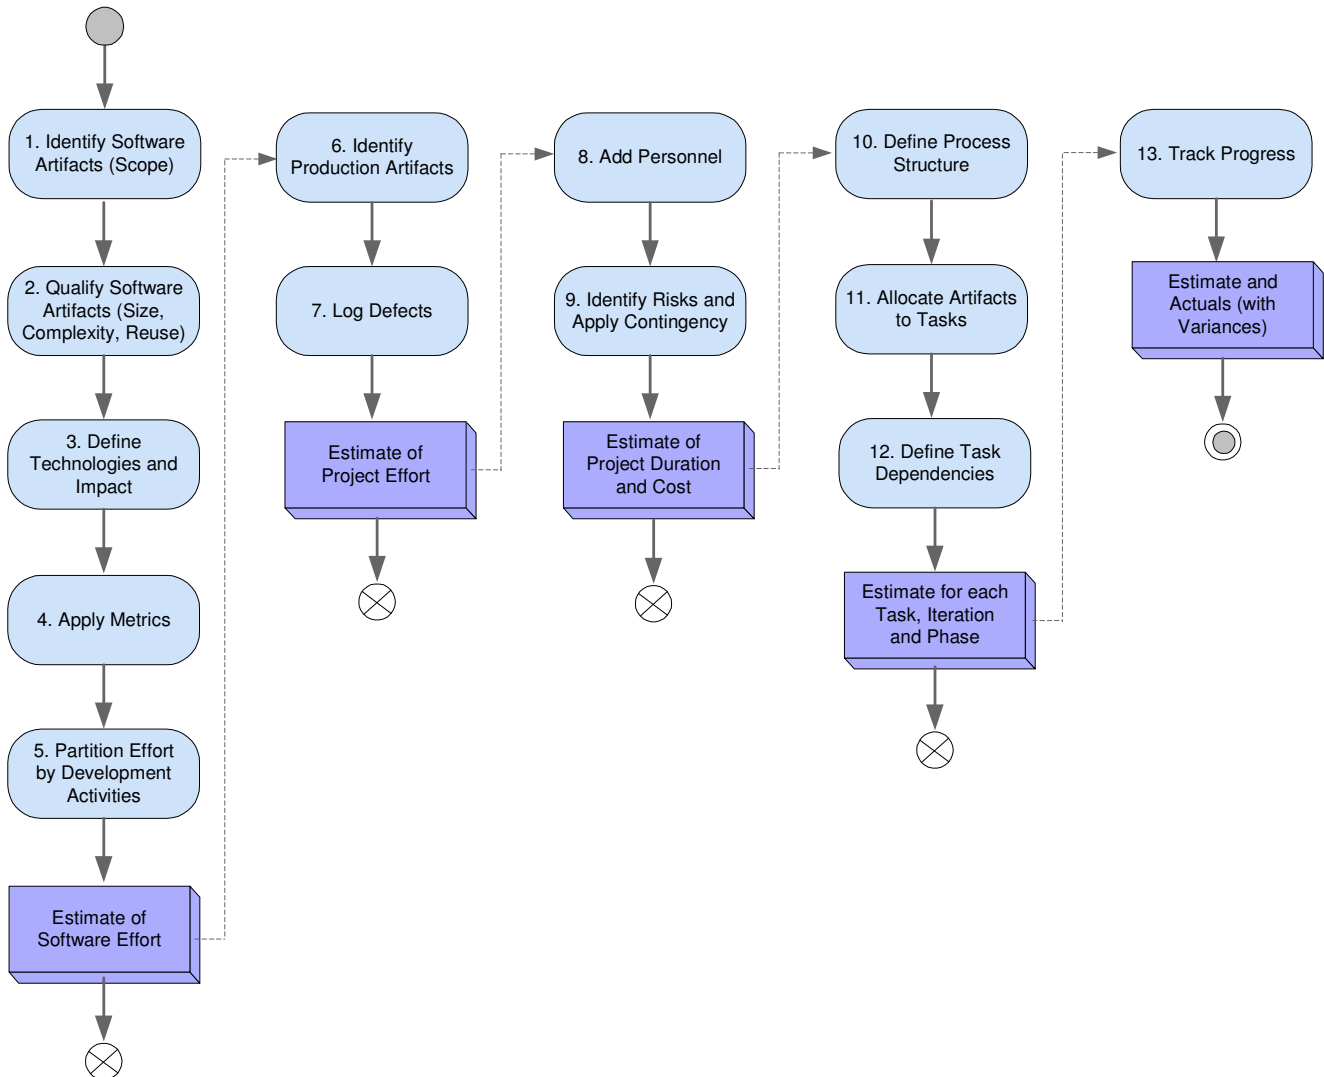 1. Identify Software
Artifacts (Scope)
2. Qualify Software
Artifacts (Size,
Complexity, Reuse)
3. Define
Technologies and
Impact
4. Apply Metrics
5. Partition Effort
by Development
Activities
Estimate of
Software Effort
6. Identify
Production Artifacts
7. Log Defects
Estimate of
Project Effort
8. Add Personnel
9. Identify Risks and
Apply Contingency
Estimate of
Project Duration
and Cost
10. Define Process
Structure
11. Allocate Artifacts
to Tasks
12. Define Task
Dependencies
Estimate for each
Task, Iteration
and Phase
13. Track Progress
Estimate and
Actuals (with
Variances)